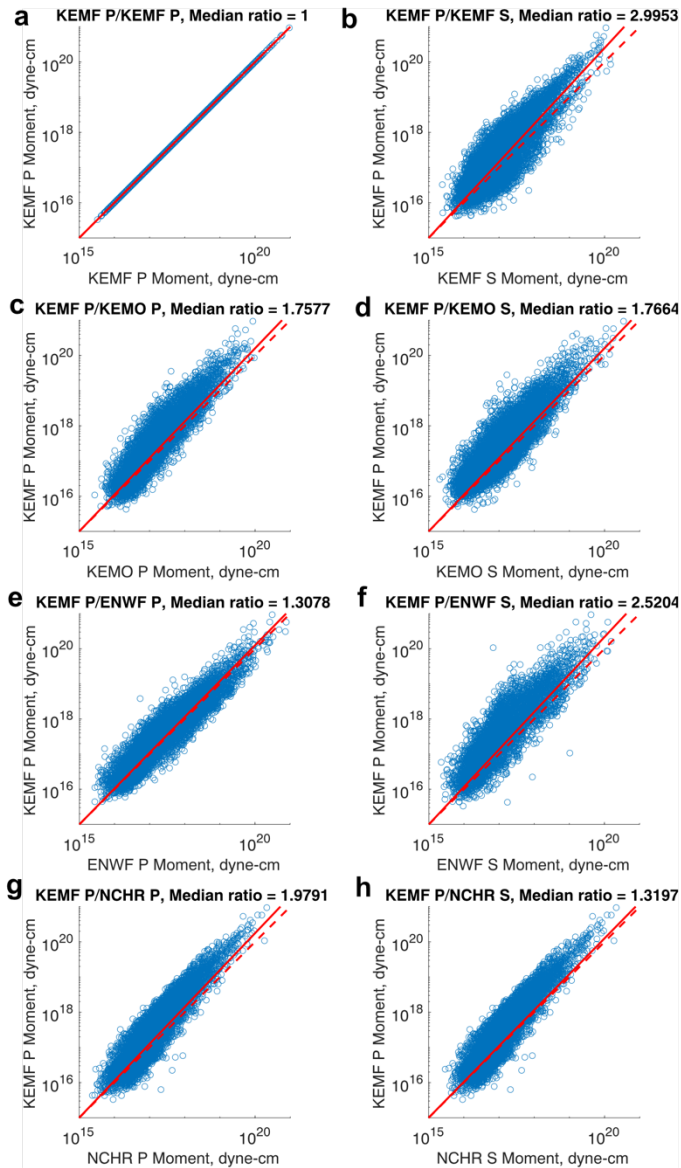 a KEMF P/KEMF P, Median ratio = 1
KEMF P Moment, dyne-cm
10^20
10^18
10^16
10^15
10^20
KEMF P Moment, dyne-cm
b KEMF P/KEMF S, Median ratio = 2.9953
KEMF P Moment, dyne-cm
10^20
10^18
10^16
10^15
10^20
KEMF S Moment, dyne-cm
c KEMF P/KEMO P, Median ratio = 1.7577
KEMF P Moment, dyne-cm
10^20
10^18
10^16
10^15
10^20
KEMO P Moment, dyne-cm
d KEMF P/KEMO S, Median ratio = 1.7664
KEMF P Moment, dyne-cm
10^20
10^18
10^16
10^15
10^20
KEMO S Moment, dyne-cm
e KEMF P/ENWF P, Median ratio = 1.3078
KEMF P Moment, dyne-cm
10^20
10^18
10^16
10^15
10^20
ENWF P Moment, dyne-cm
f KEMF P/ENWF S, Median ratio = 2.5204
KEMF P Moment, dyne-cm
10^20
10^18
10^16
10^15
10^20
ENWF S Moment, dyne-cm
g KEMF P/NCHR P, Median ratio = 1.9791
KEMF P Moment, dyne-cm
10^20
10^18
10^16
10^15
10^20
NCHR P Moment, dyne-cm
h KEMF P/NCHR S, Median ratio = 1.3197
KEMF P Moment, dyne-cm
10^20
10^18
10^16
10^15
10^20
NCHR S Moment, dyne-cm